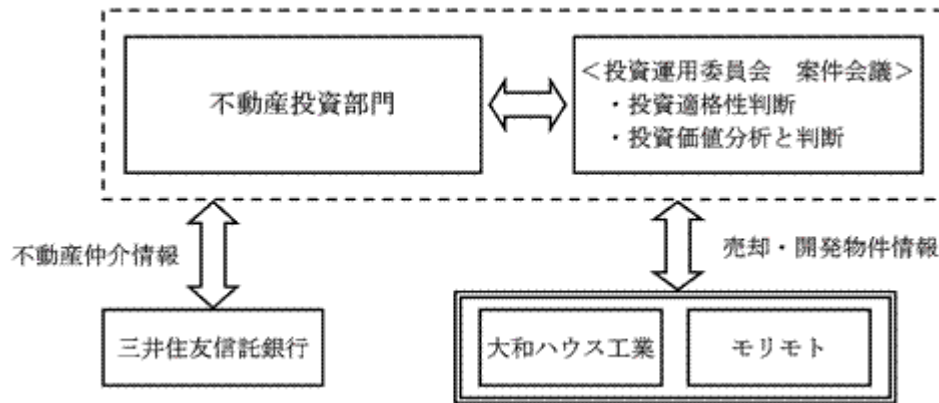 不動産投資部門
＜投資運用委員会　案件会議＞
・投資適格性判断
・投資価値分析と判断
不動産仲介情報
売却・開発物件情報
三井住友信託銀行
大和ハウス工業
モリモト